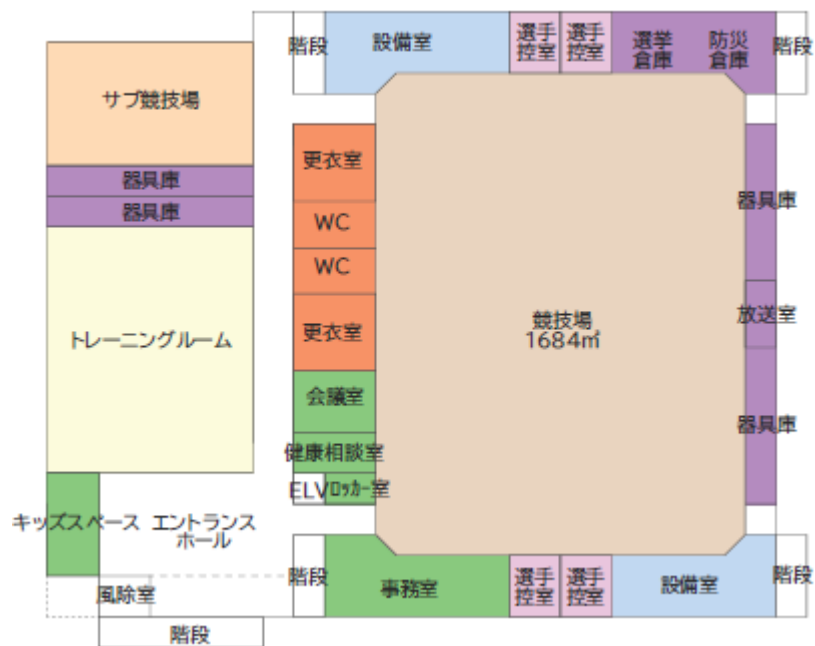 階段
設備室
選手
控室
選手
控室
選挙
倉庫
防災
倉庫
階段
サブ競技場
器具庫
器具庫
トレーニングルーム
更衣室
WC
WC
更衣室
会議室
健康相談室
ELV
ロッカー室
競技場
1684㎡
器具庫
放送室
器具庫
キッズスペース
エントランス
ホール
風除室
階段
階段
事務室
選手
控室
選手
控室
設備室
階段